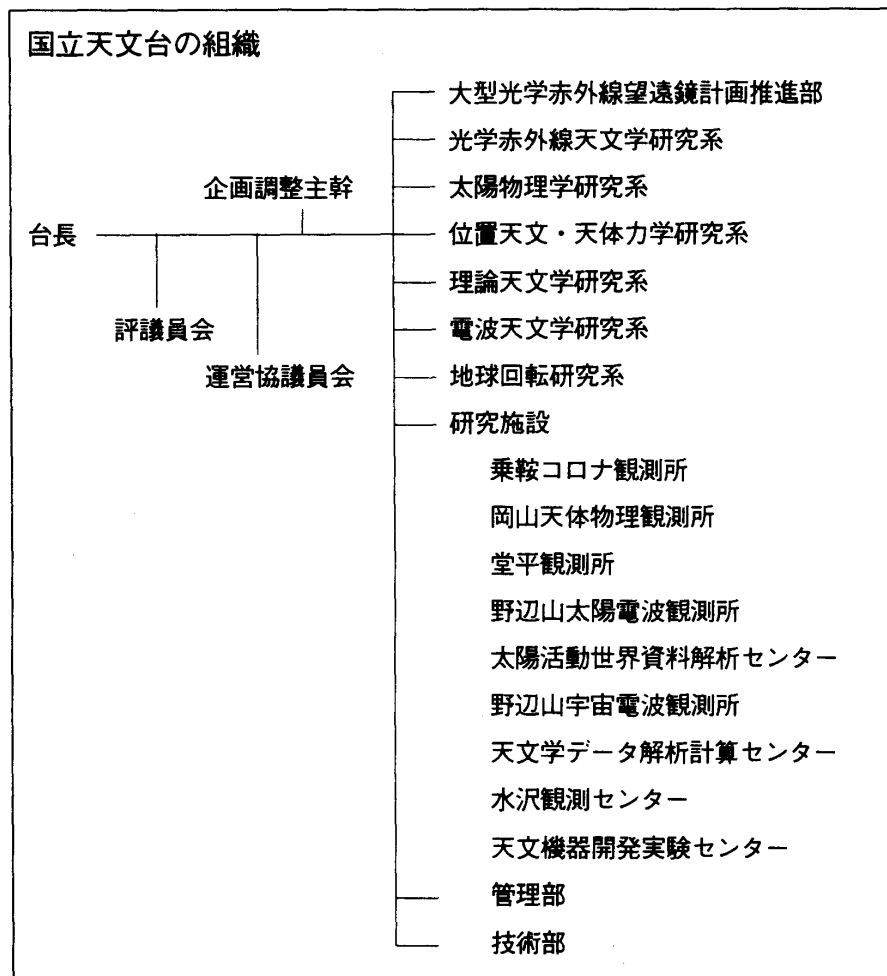 国立天文台の組織
大型光学赤外線望遠鏡計画推進部
光学赤外線天文学研究系
企画調整主幹
太陽物理学研究系
台長
位置天文・天体力学研究系
理論天文学研究系
評議員会
電波天文学研究系
運営協議員会
地球回転研究系
研究施設
乗鞍コロナ観測所
岡山天体物理観測所
堂平観測所
野辺山太陽電波観測所
太陽活動世界資料解析センター
野辺山宇宙電波観測所
天文学データ解析計算センター
水沢観測センター
天文機器開発実験センター
管理部
技術部